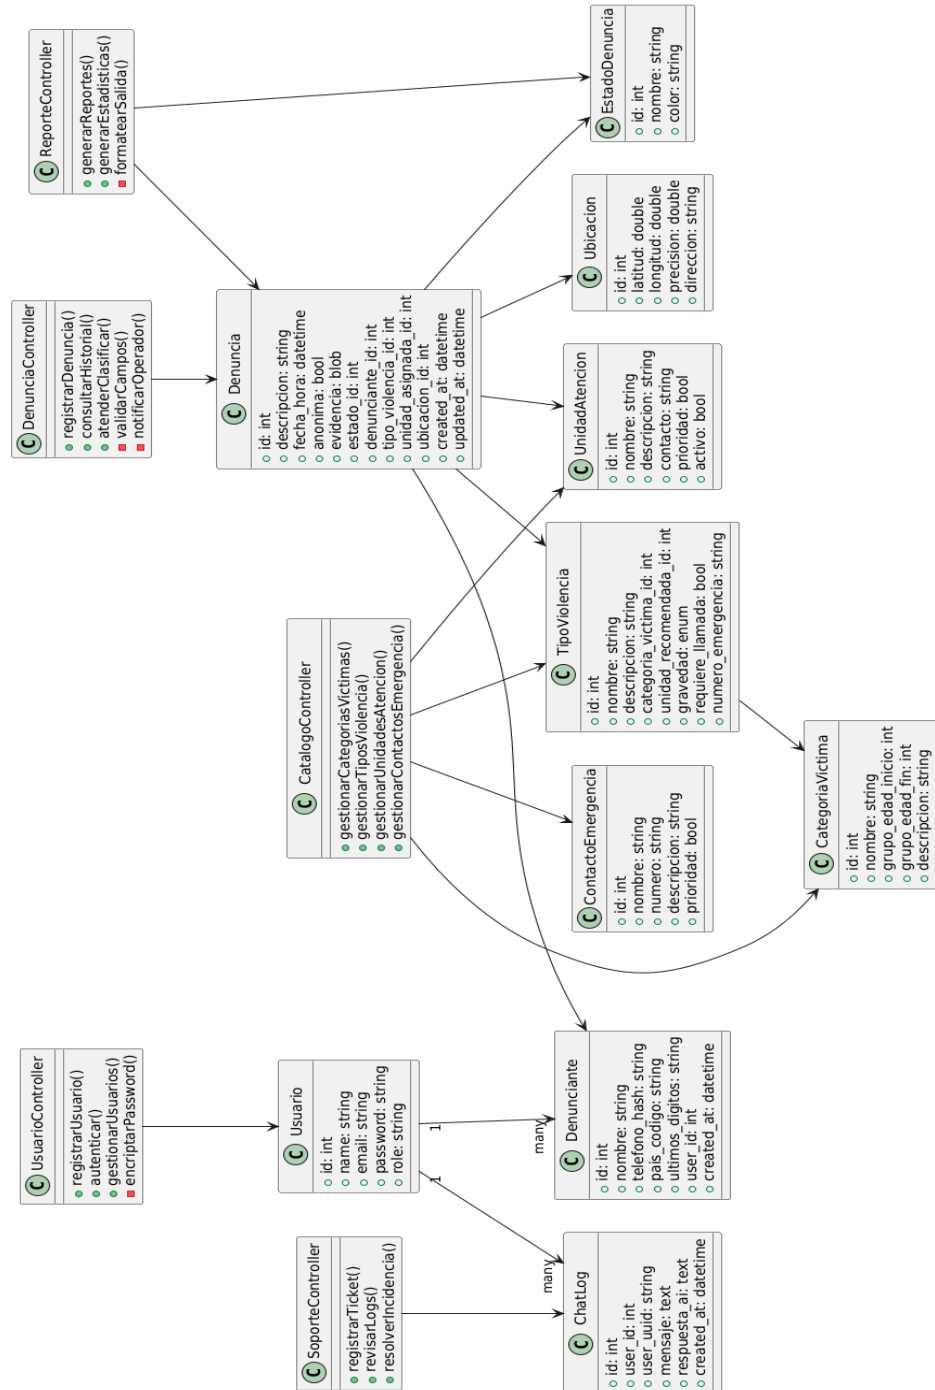 C SoporteController
registrarTicket()
revisarLogs()
resolverIncidencia()
C UsuarioController
registrarUsuario()
autenticar()
gestionarUsuarios()
encriptarPassword()
C CatalogoController
gestionarCategoriasVictimas()
gestionarTiposViolencia()
gestionarUnidadesAtencion()
gestionarContactosEmergencia()
C DenunciaController
registrarDenuncia()
consultarHistorial()
atenderClasificar()
validarCampos()
notificarOperador()
C ReporteController
generarReportes()
generarEstadisticas()
formatearSalida()
C Usuario
id: int
name: string
email: string
password: string
role: string
C Denuncia
id: int
descripcion: string
fecha_hora: datetime
anonima: bool
evidencia: blob
estado_id: int
denunciante_id: int
tipo_violencia_id: int
unidad_asignada_id: int
ubicacion_id: int
created_at: datetime
updated_at: datetime
1
1
many
many
C ChatLog
id: int
user_id: int
user_uuid: string
mensaje: text
respuesta_ai: text
created_at: datetime
C Denunciante
id: int
nombre: string
telefono_hash: string
pais_codigo: string
ultimos_digitos: string
user_id: int
created_at: datetime
C ContactoEmergencia
id: int
nombre: string
numero: string
descripcion: string
prioridad: bool
C TipoViolencia
id: int
nombre: string
descripcion: string
categoria_victima_id: int
unidad_recomendada_id: int
gravedad: enum
requiere_llamada: bool
numero_emergencia: string
C UnidadAtencion
id: int
nombre: string
descripcion: string
contacto: string
prioridad: bool
activo: bool
C Ubicacion
id: int
latitud: double
longitud: double
precision: double
direccion: string
C EstadoDenuncia
id: int
nombre: string
color: string
C CategoriaVictima
id: int
nombre: string
grupo_edad_inicio: int
grupo_edad_fin: int
descripcion: string